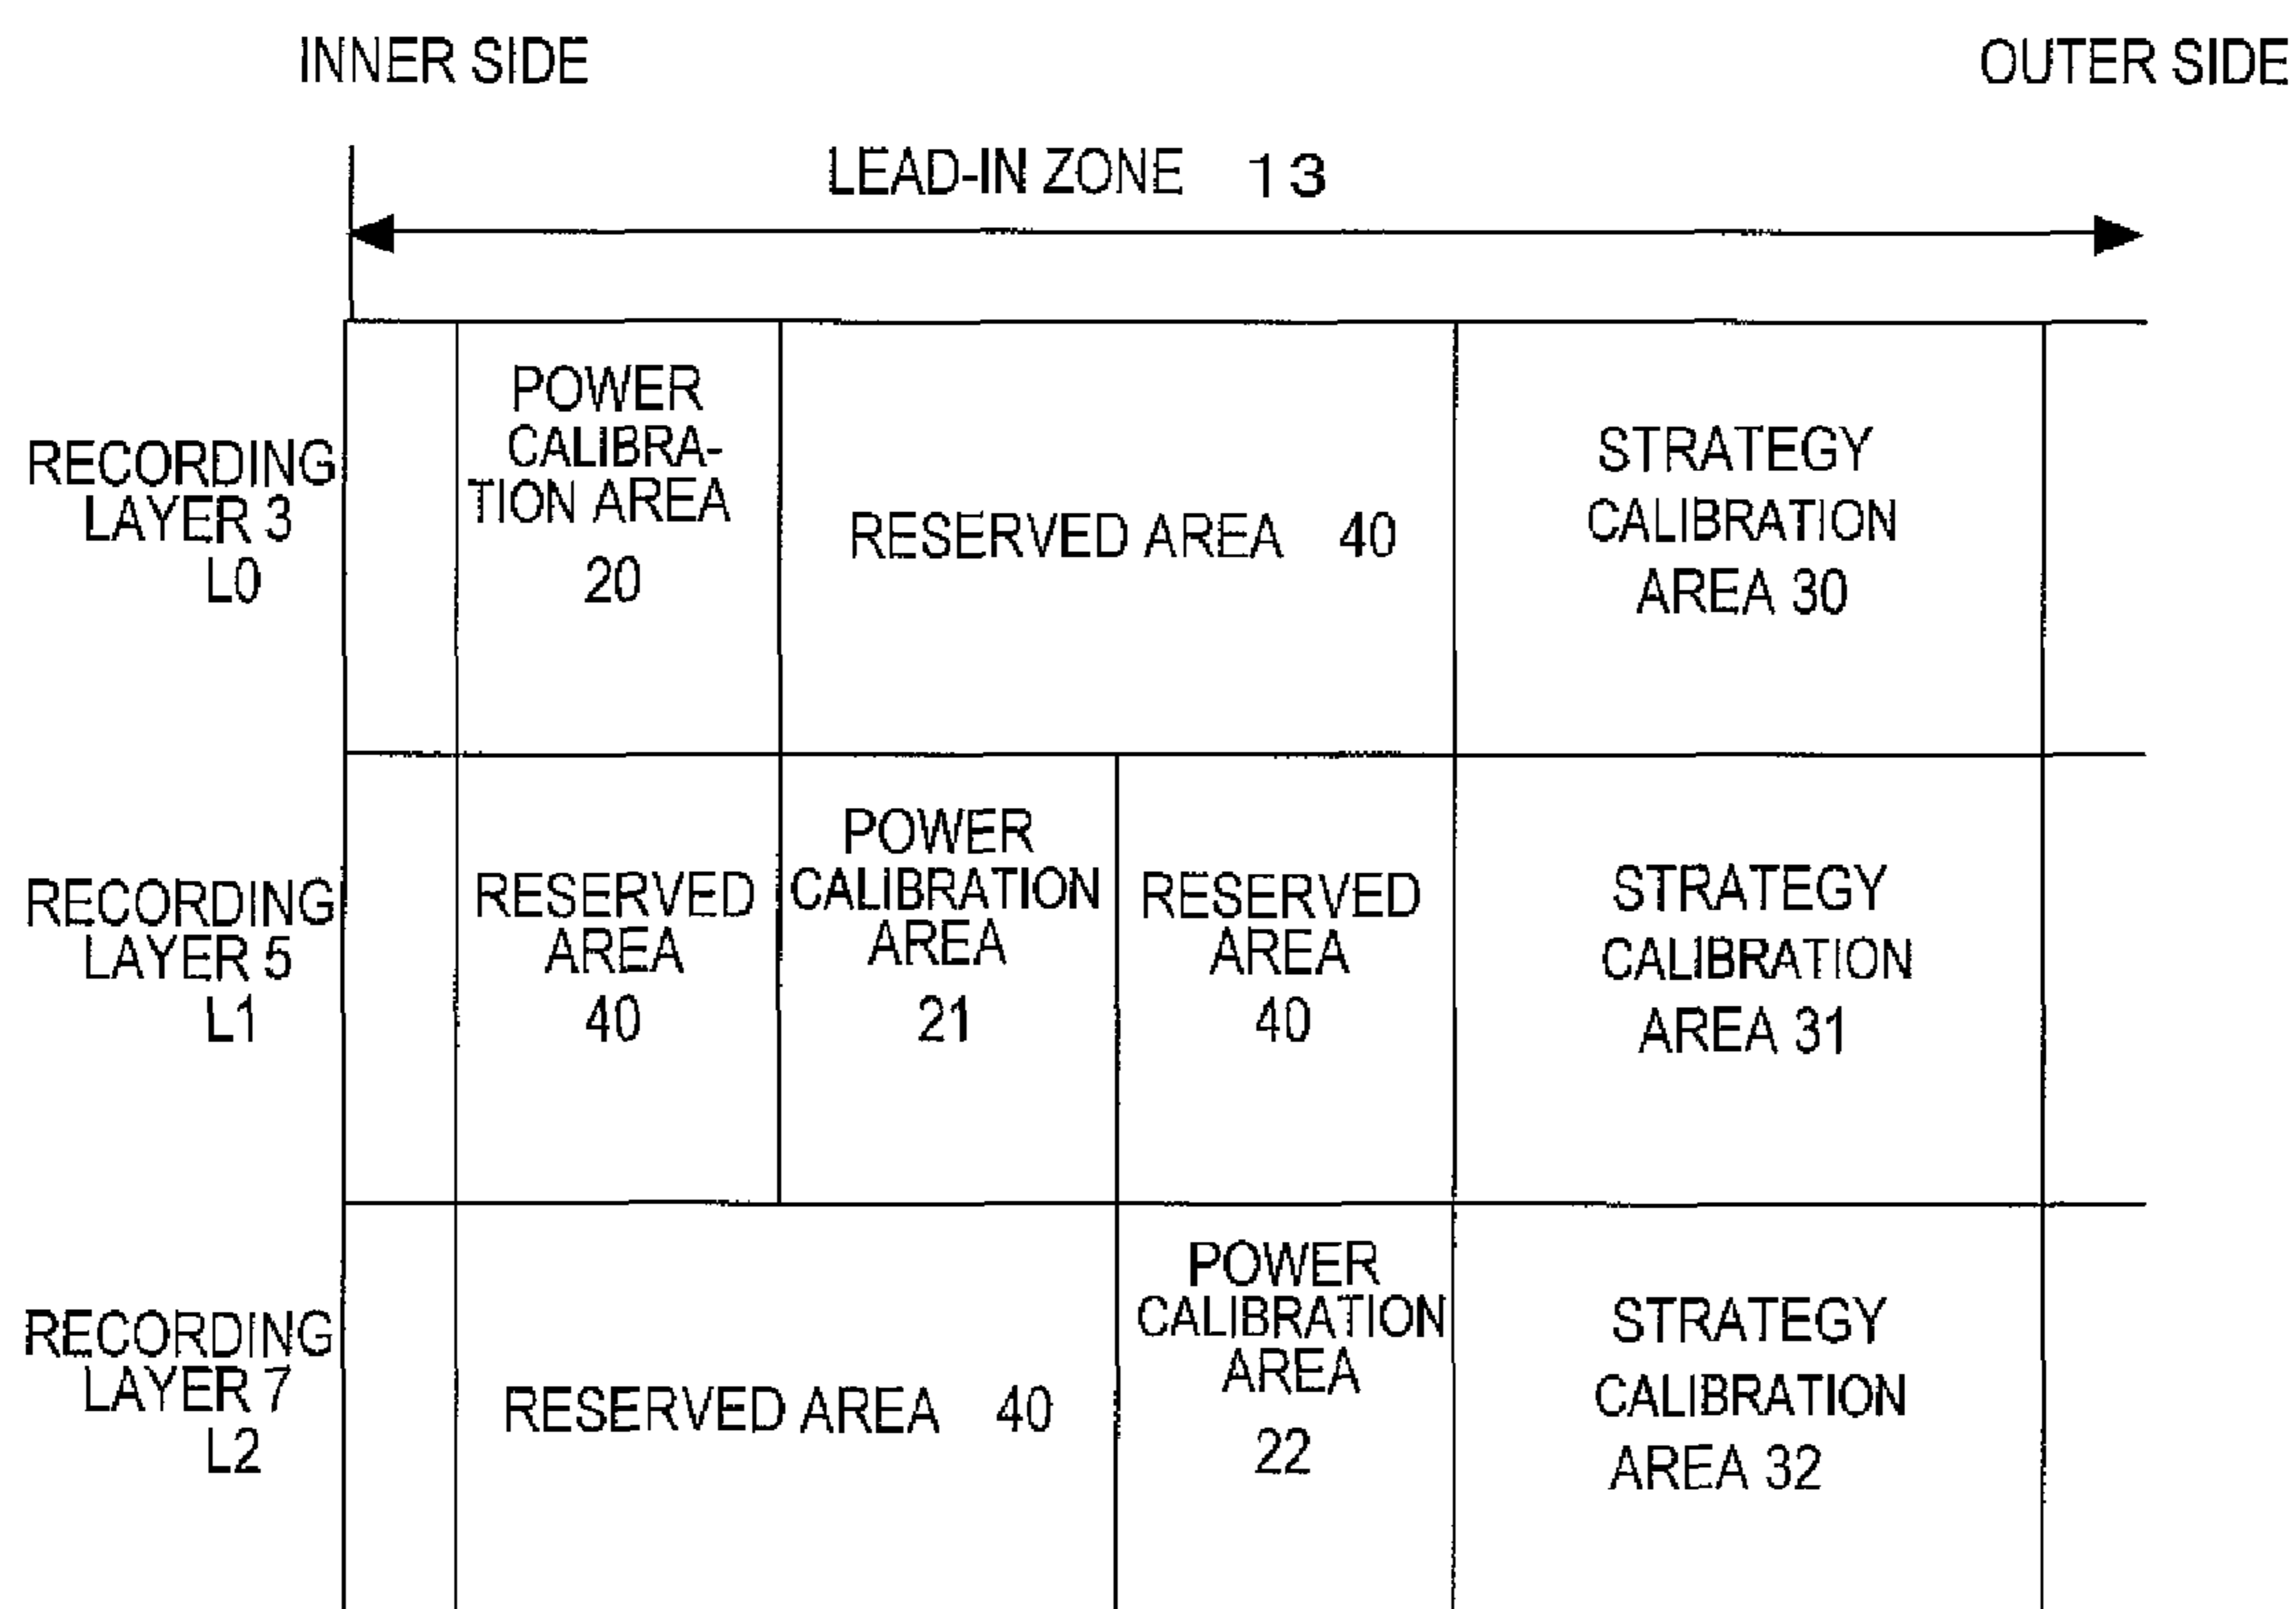 INNER SIDE
OUTER SIDE
LEAD-IN ZONE 13
RECORDING
LAYER 3
L0
POWER
CALIBRA-
TION AREA
20
RESERVED AREA 40
STRATEGY
CALIBRATION
AREA 30
RECORDING
LAYER 5
L1
RESERVED
AREA
40
POWER
CALIBRATION
AREA
21
RESERVED
AREA
40
STRATEGY
CALIBRATION
AREA 31
RECORDING
LAYER 7
L2
RESERVED AREA 40
POWER
CALIBRATION
AREA
22
STRATEGY
CALIBRATION
AREA 32